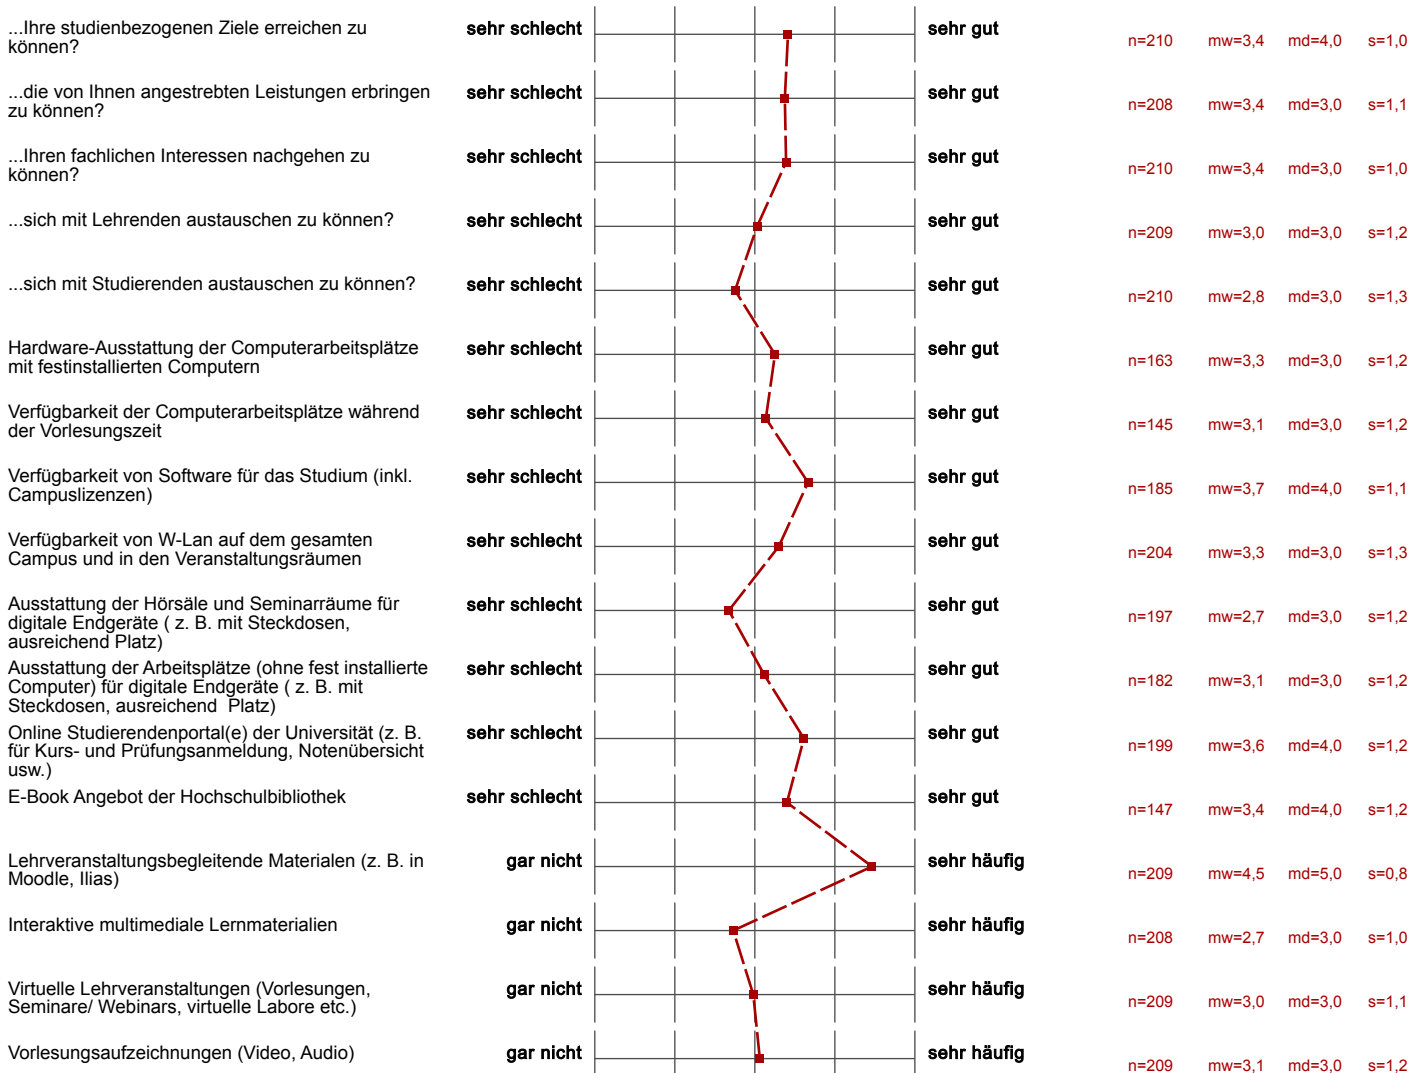 ...Ihre studienbezogenen Ziele erreichen zu
können?
sehr schlecht
sehr gut
n=210 mw=3,4 md=4,0 s=1,0
...die von Ihnen angestrebten Leistungen erbringen
zu können?
sehr schlecht
sehr gut
n=208 mw=3,4 md=3,0 s=1,1
...Ihren fachlichen Interessen nachgehen zu
können?
sehr schlecht
sehr gut
n=210 mw=3,4 md=3,0 s=1,0
...sich mit Lehrenden austauschen zu können?
sehr schlecht
sehr gut
n=209 mw=3,0 md=3,0 s=1,2
...sich mit Studierenden austauschen zu können?
sehr schlecht
sehr gut
n=210 mw=2,8 md=3,0 s=1,3
Hardware-Ausstattung der Computerarbeitsplätze
mit festinstallierten Computern
sehr schlecht
sehr gut
n=163 mw=3,3 md=3,0 s=1,2
Verfügbarkeit der Computerarbeitsplätze während
der Vorlesungszeit
sehr schlecht
sehr gut
n=145 mw=3,1 md=3,0 s=1,2
Verfügbarkeit von Software für das Studium (inkl.
Campuslizenzen)
sehr schlecht
sehr gut
n=185 mw=3,7 md=4,0 s=1,1
Verfügbarkeit von W-Lan auf dem gesamten
Campus und in den Veranstaltungsräumen
sehr schlecht
sehr gut
n=204 mw=3,3 md=3,0 s=1,3
Ausstattung der Hörsäle und Seminarräume für
digitale Endgeräte ( z. B. mit Steckdosen,
ausreichend Platz)
sehr schlecht
sehr gut
n=197 mw=2,7 md=3,0 s=1,2
Ausstattung der Arbeitsplätze (ohne fest installierte
Computer) für digitale Endgeräte ( z. B. mit
Steckdosen, ausreichend  Platz)
sehr schlecht
sehr gut
n=182 mw=3,1 md=3,0 s=1,2
Online Studierendenportal(e) der Universität (z. B.
für Kurs- und Prüfungsanmeldung, Notenübersicht
usw.)
sehr schlecht
sehr gut
n=199 mw=3,6 md=4,0 s=1,2
E-Book Angebot der Hochschulbibliothek
sehr schlecht
sehr gut
n=147 mw=3,4 md=4,0 s=1,2
Lehrveranstaltungsbegleitende Materialen (z. B. in
Moodle, Ilias)
gar nicht
sehr häufig
n=209 mw=4,5 md=5,0 s=0,8
Interaktive multimediale Lernmaterialien
gar nicht
sehr häufig
n=208 mw=2,7 md=3,0 s=1,0
Virtuelle Lehrveranstaltungen (Vorlesungen,
Seminare/ Webinars, virtuelle Labore etc.)
gar nicht
sehr häufig
n=209 mw=3,0 md=3,0 s=1,1
Vorlesungsaufzeichnungen (Video, Audio)
gar nicht
sehr häufig
n=209 mw=3,1 md=3,0 s=1,2